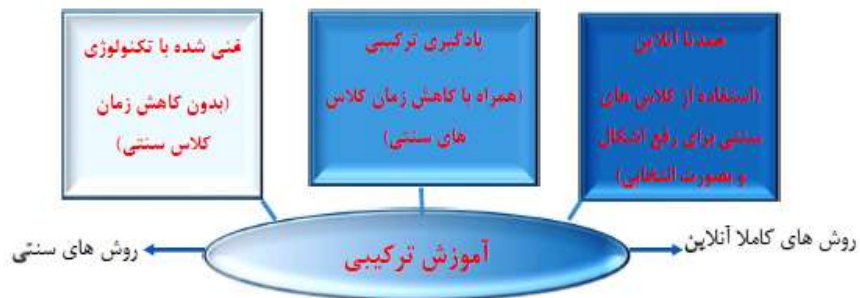 عمدتا آنلاین
(استفاده از کلاس های
سنتی برای رفع اشکال
و بصورت انتخابی)
یادگیری ترکیبی
(همراه با کاهش زمان کلاس
های سنتی)
غنی شده با تکنولوژی
(بدون کاهش زمان
کلاس سنتی)
روش های کاملا آنلاین
آموزش ترکیبی
روش های سنتی